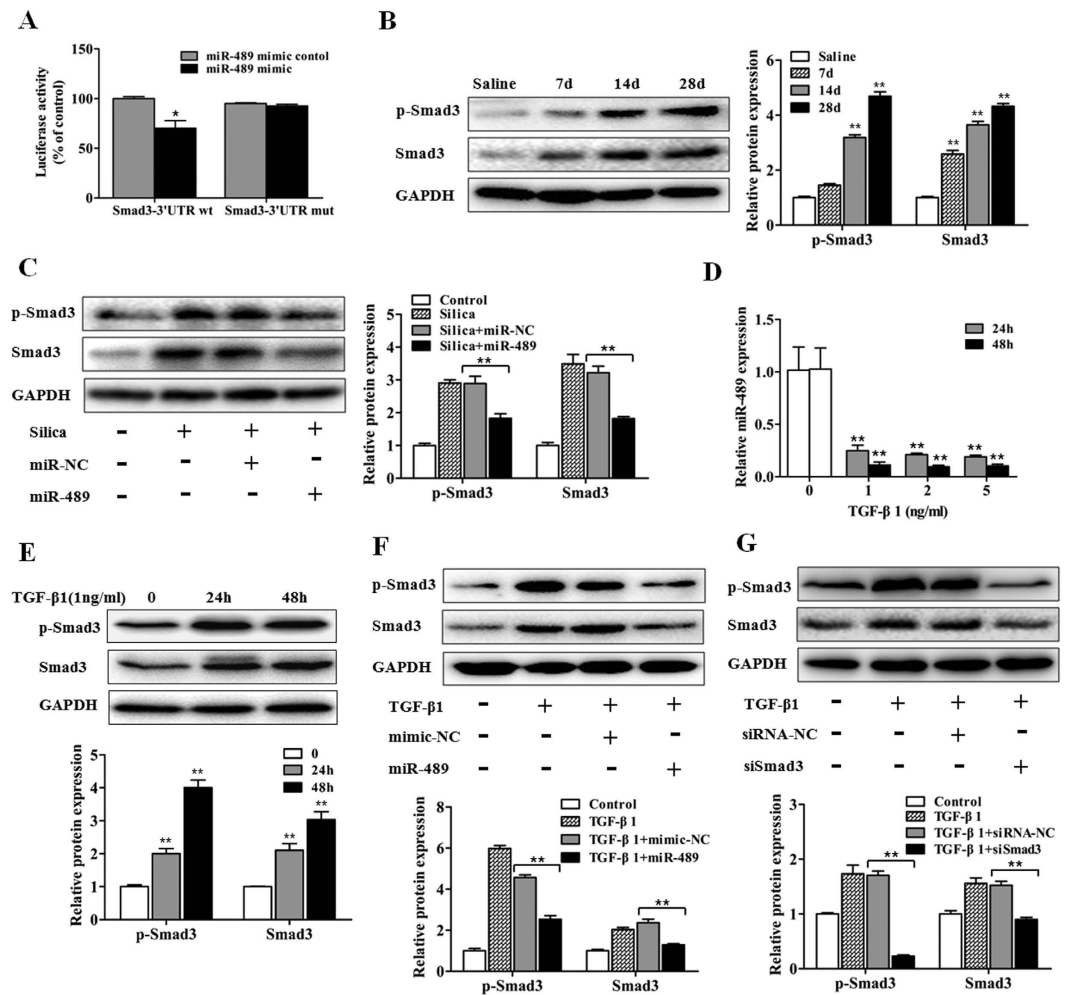 A
Luciferase activity
(% of control)
150
100
50
0
miR-489 mimic contol
miR-489 mimic
*
Smad3-3'UTR wt Smad3-3'UTR mut
B
Saline 7d 14d 28d
p-Smad3
Smad3
GAPDH
Relative protein expression
6
4
2
0
Saline
7d
14d
28d
** ** ** ** **
p-Smad3 Smad3
C
p-Smad3
Smad3
GAPDH
Silica - + + +
miR-NC - - + -
miR-489 - - - +
Relative protein expression
5
4
3
2
1
0
Control
Silica
Silica+miR-NC
Silica+miR-489
** **
p-Smad3 Smad3
D
Relative miR-489 expression
1.5
1.0
0.5
0.0
24h
48h
** ** ** ** ** **
0 1 2 5
TGF-β 1 (ng/ml)
E
TGF-β1(1ng/ml) 0 24h 48h
p-Smad3
Smad3
GAPDH
Relative protein expression
5
4
3
2
1
0
0
24h
48h
** ** ** **
p-Smad3 Smad3
F
p-Smad3
Smad3
GAPDH
TGF-β1 - + + +
mimic-NC - - + -
miR-489 - - - +
Relative protein expression
8
6
4
2
0
Control
TGF-β 1
TGF-β 1+mimic-NC
TGF-β 1+miR-489
** **
p-Smad3 Smad3
G
p-Smad3
Smad3
GAPDH
TGF-β1 - + + +
siRNA-NC - - + -
siSmad3 - - - +
Relative protein expression
3
2
1
0
Control
TGF-β 1
TGF-β 1+siRNA-NC
TGF-β 1+siSmad3
** **
p-Smad3 Smad3